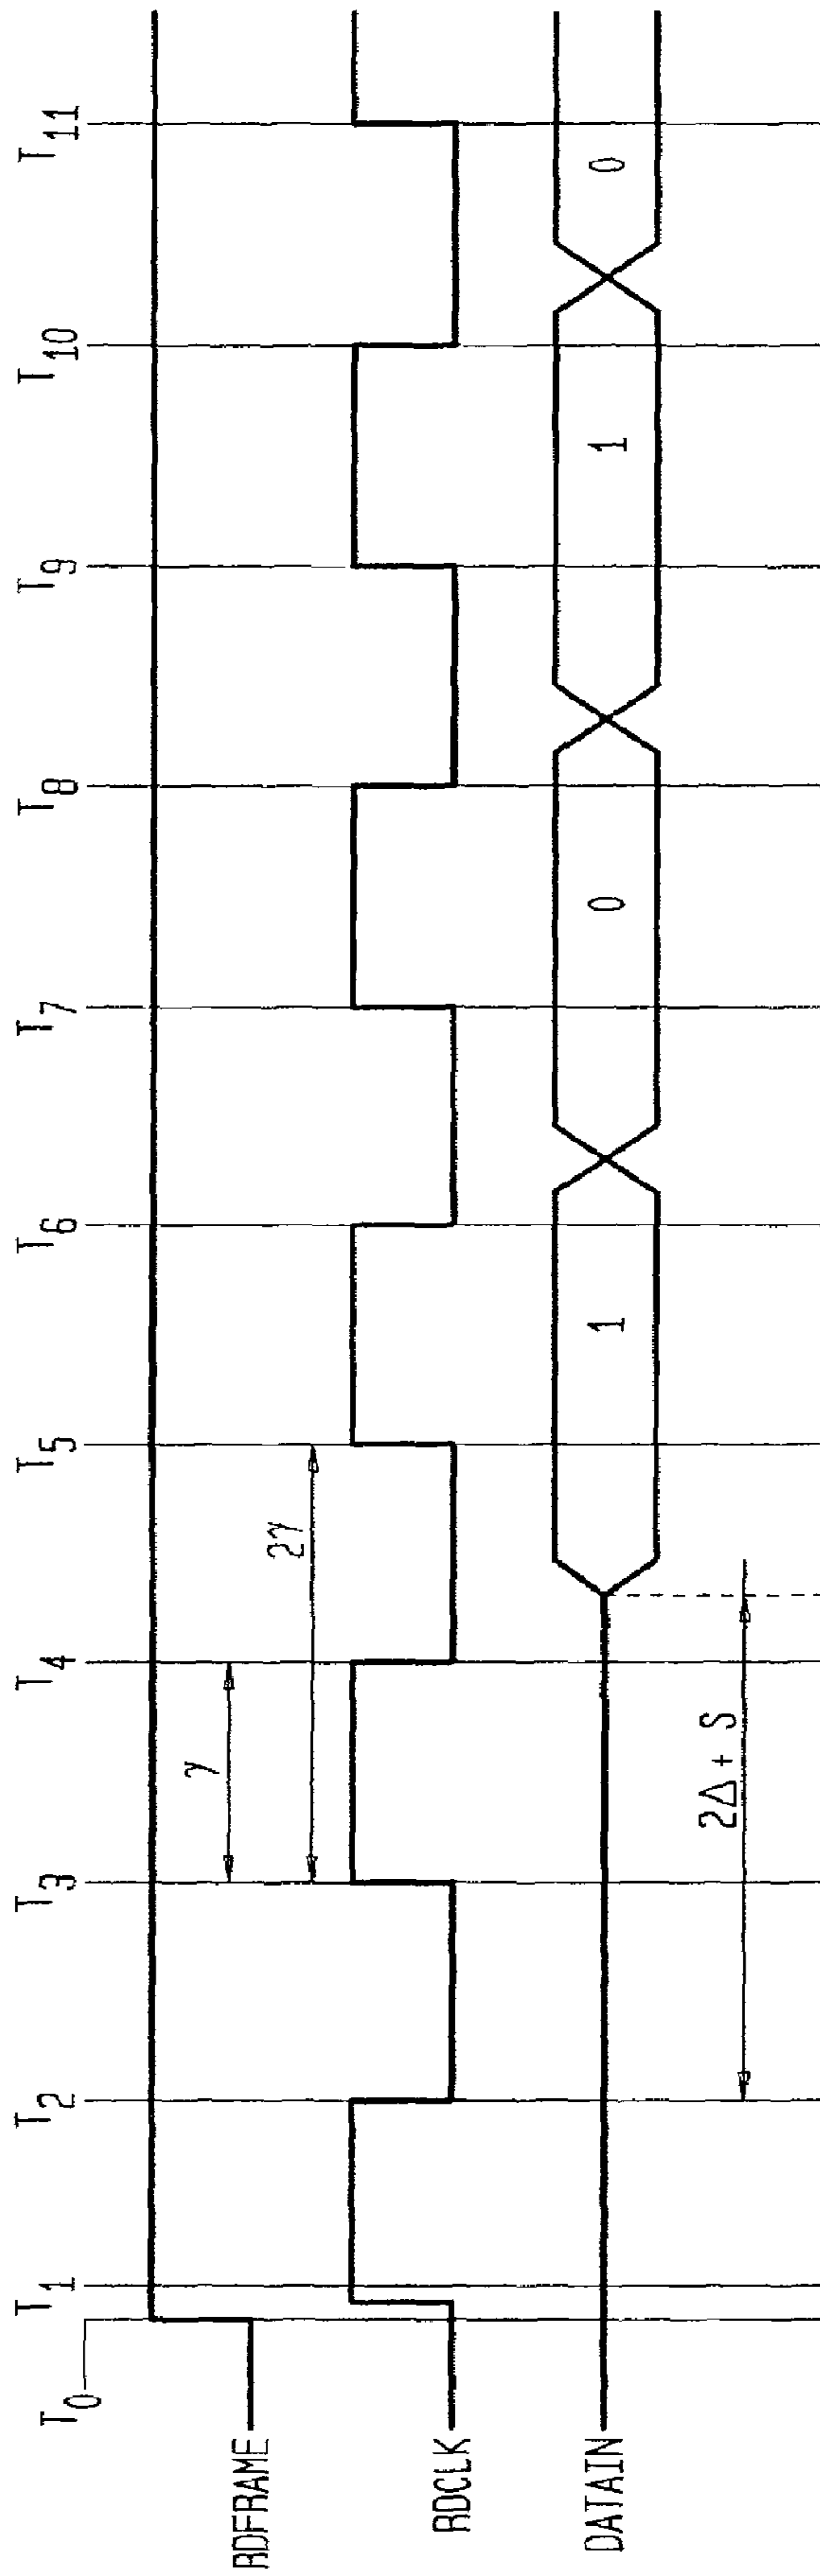 T0 T1 T2 T3 T4 T5 T6 T7 T8 T9 T10 T11
RDFRAME
γ
2γ
RDCLK
DATAIN
1 0 1 0
2Δ + S